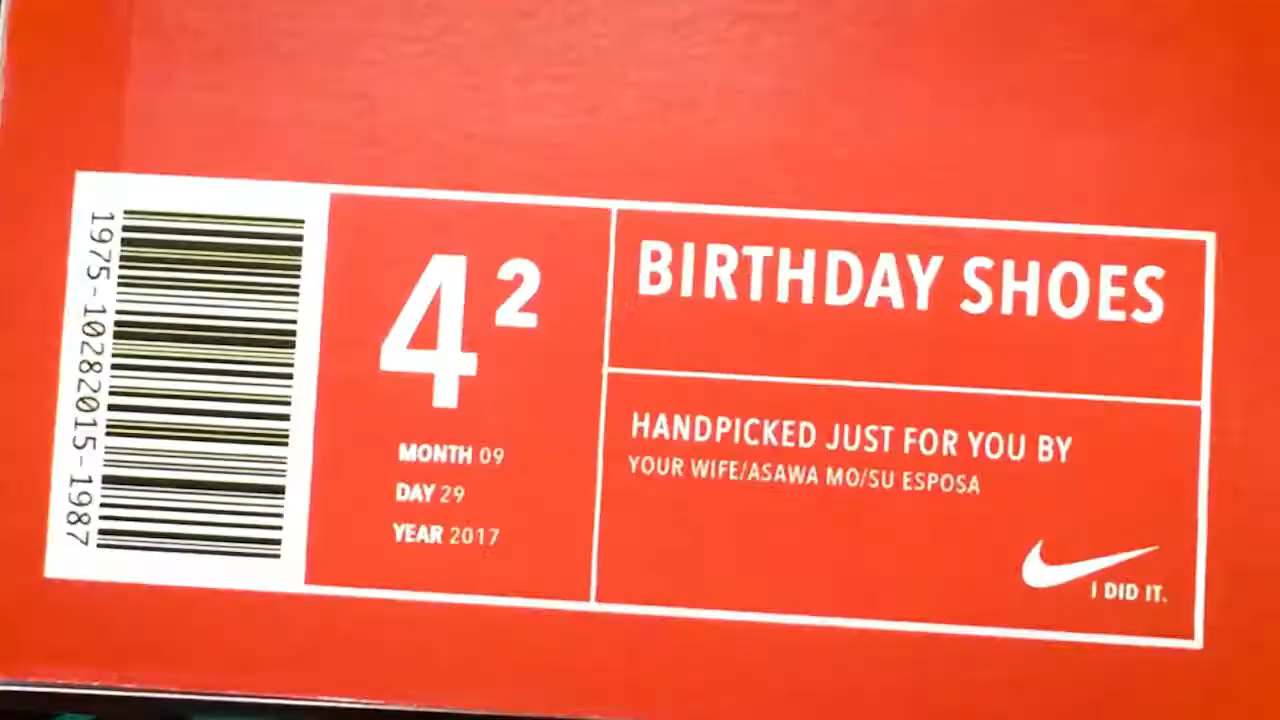 1975-10282015-1987
4²
MONTH 09
DAY 29
YEAR 2017
BIRTHDAY SHOES
HANDPICKED JUST FOR YOU BY
YOUR WIFE/ASAWA MO/SU ESPOSA
I DID IT.